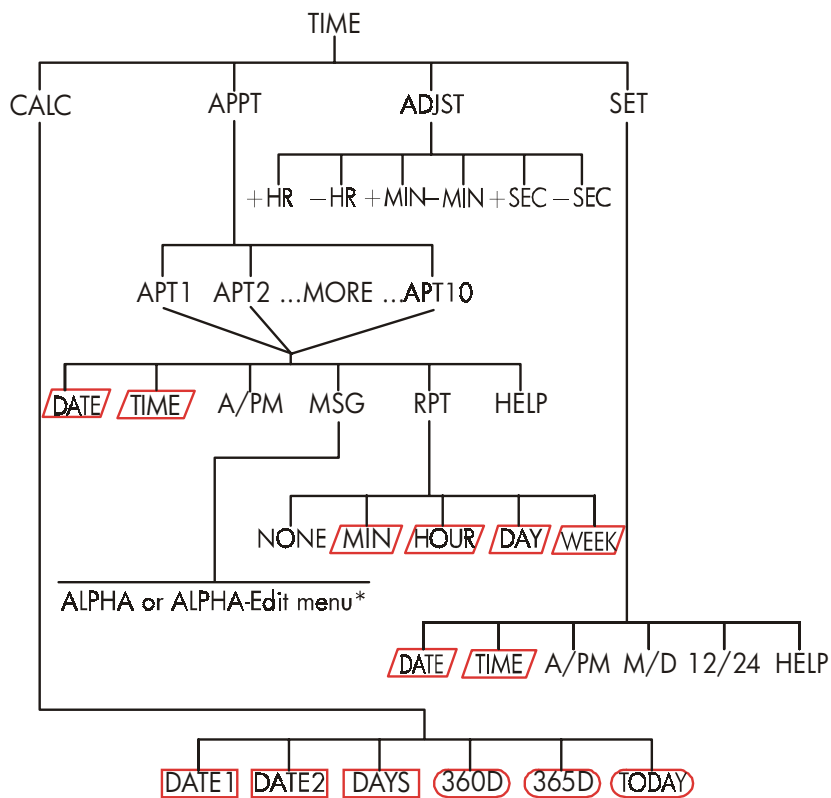 TIME
CALC APPT ADJST SET
+HR −HR +MIN −MIN +SEC −SEC
APT1 APT2 ...MORE ...APT10
DATE TIME A/PM MSG RPT HELP
NONE MIN HOUR DAY WEEK
ALPHA or ALPHA-Edit menu*
DATE TIME A/PM M/D 12/24 HELP
DATE1 DATE2 DAYS 360D 365D TODAY